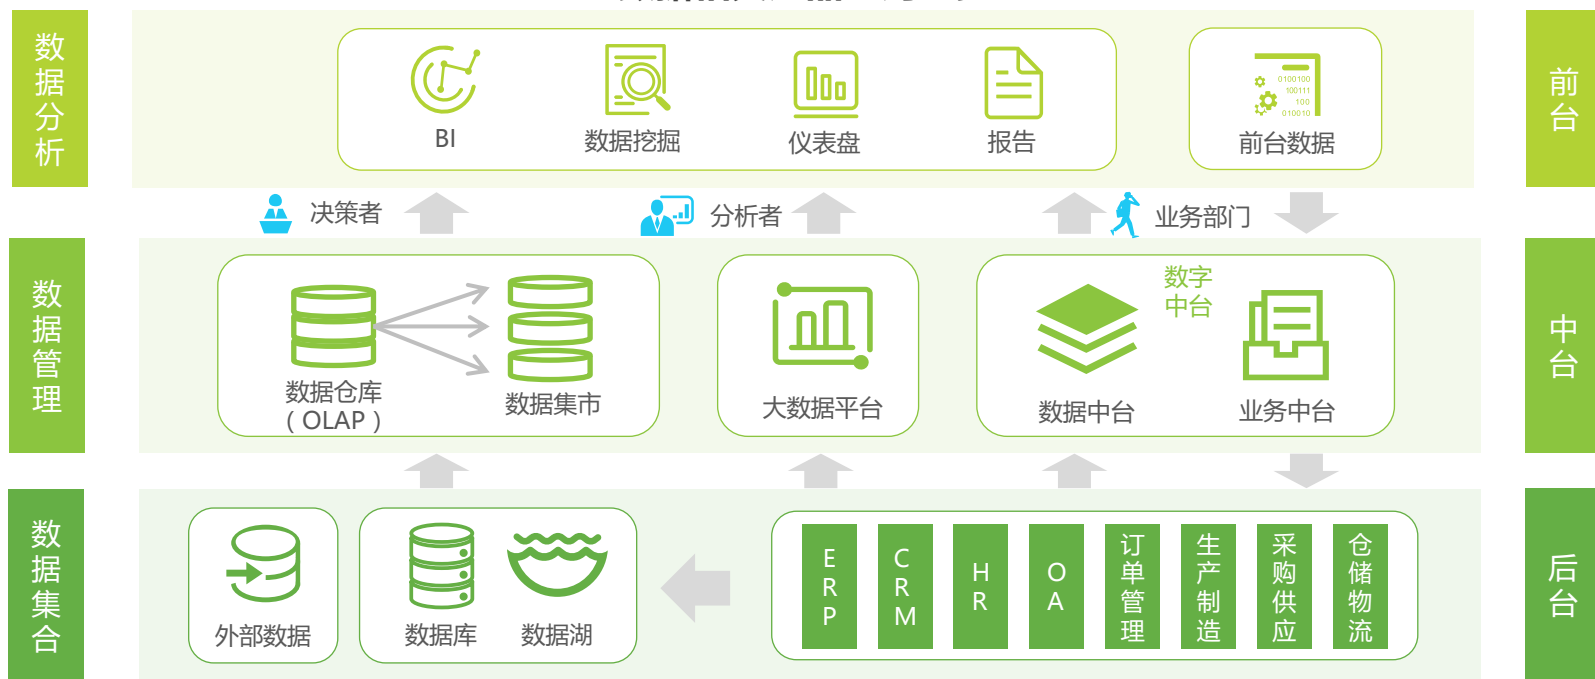 数据分析
BI
数据挖掘
仪表盘
报告
0100100
100111
100
010010
前台数据
前台
决策者
分析者
业务部门
数据管理
数据仓库
（OLAP）
数据集市
大数据平台
数字
中台
数据中台
业务中台
中台
数据集合
外部数据
数据库
数据湖
ERP
CRM
HR
OA
订单管理
生产制造
采购供应
仓储物流
后台